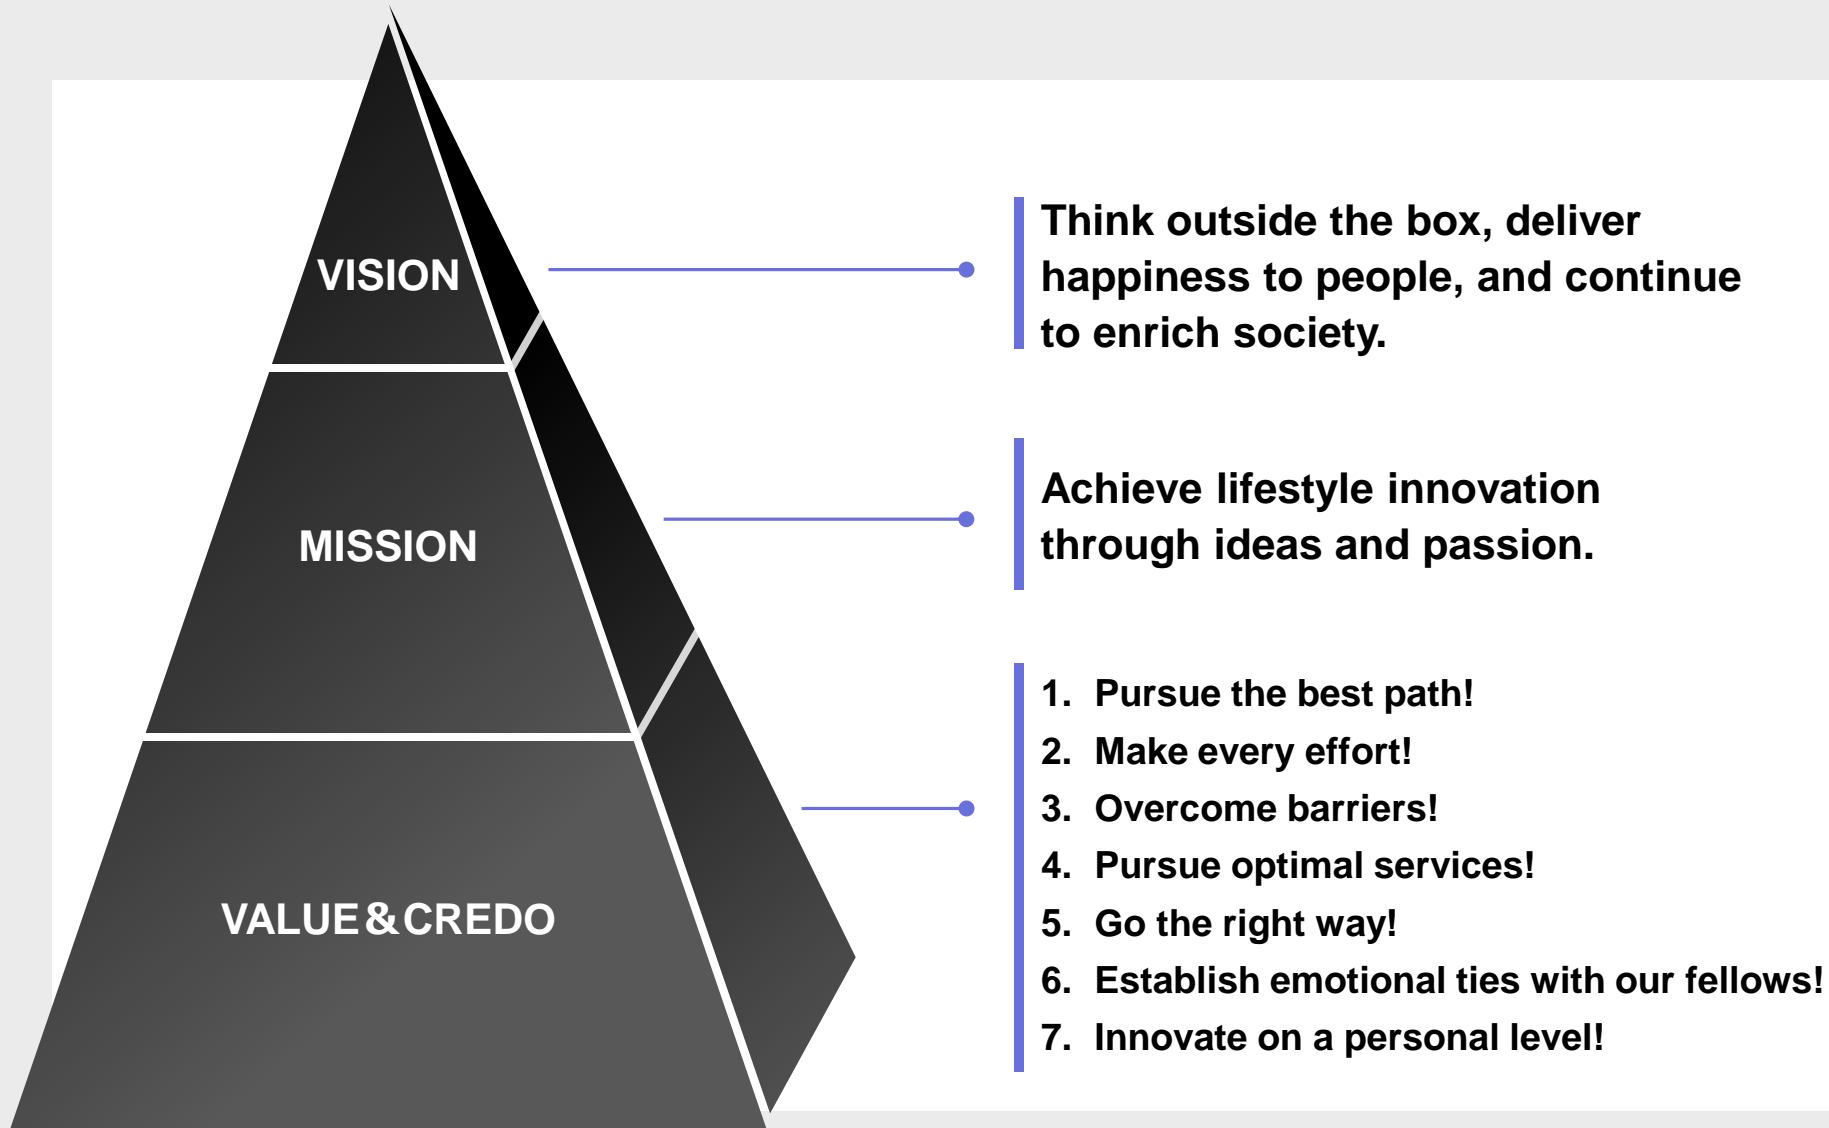 VISION
Think outside the box, deliver
happiness to people, and continue
to enrich society.
MISSION
Achieve lifestyle innovation
through ideas and passion.
VALUE&CREDO
1. Pursue the best path!
2. Make every effort!
3. Overcome barriers!
4. Pursue optimal services!
5. Go the right way!
6. Establish emotional ties with our fellows!
7. Innovate on a personal level!